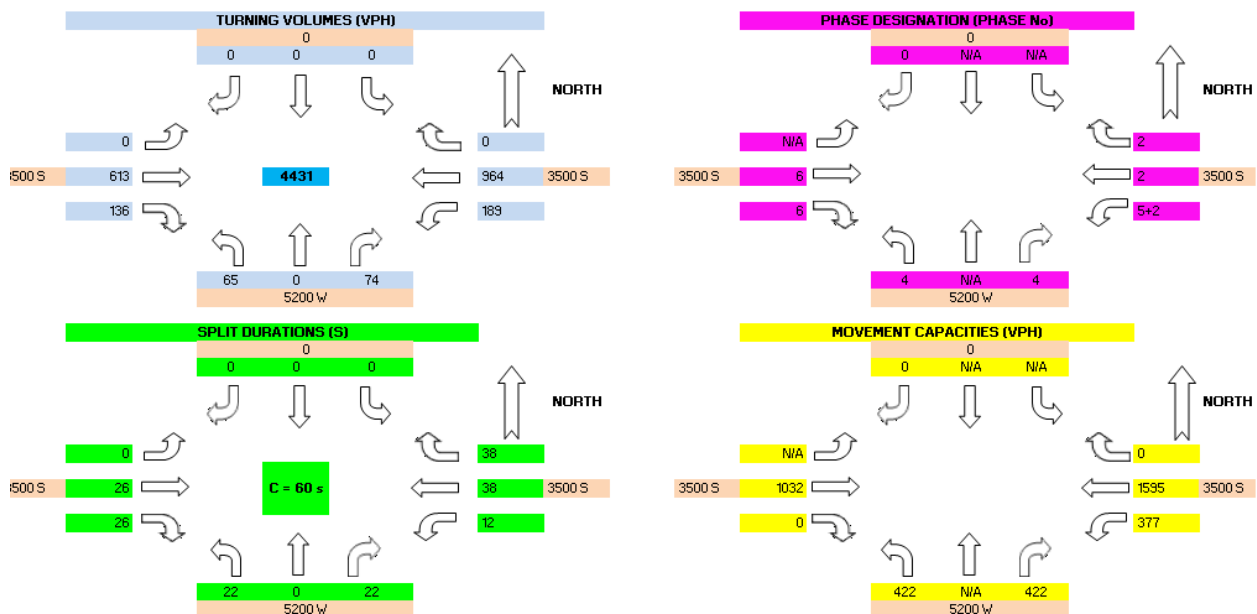 TURNING VOLUMES (VPH)
0
0 0 0
NORTH
0 0
3500 S 613 4431 964 3500 S
136 189
65 0 74
5200 W
PHASE DESIGNATION (PHASE No)
0
0 N/A N/A
NORTH
N/A 2
3500 S 6 2 3500 S
6 5+2
4 N/A 4
5200 W
SPLIT DURATIONS (S)
0
0 0 0
NORTH
0 38
3500 S 26 C = 60 s 38 3500 S
26 12
22 0 22
5200 W
MOVEMENT CAPACITIES (VPH)
0
0 N/A N/A
NORTH
N/A 0
3500 S 1032 1595 3500 S
0 377
422 N/A 422
5200 W